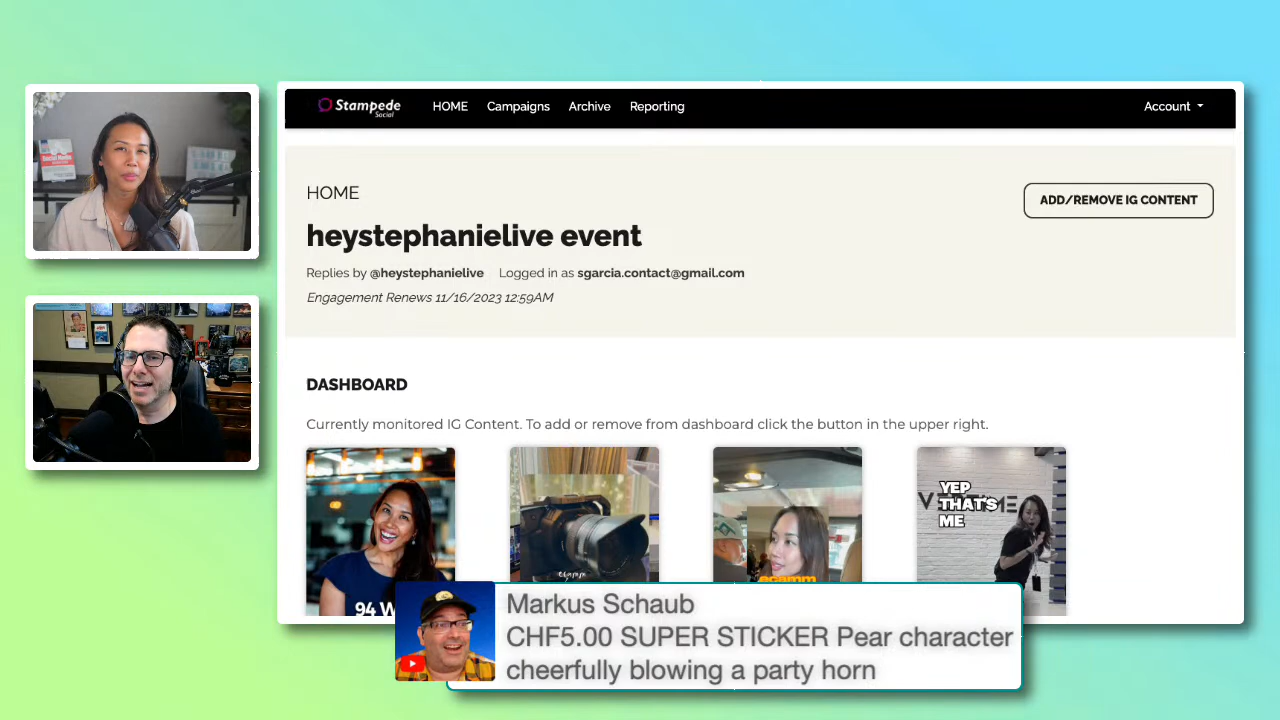 Stampede
Social
HOME
Campaigns
Archive
Reporting
Account
HOME
ADD/REMOVE IG CONTENT
heystephanielive event
Replies by @heystephanielive
Logged in as sgarcia.contact@gmail.com
Engagement Renews 11/16/2023 12:59AM
DASHBOARD
Currently monitored IG Content. To add or remove from dashboard click the button in the upper right.
YEP
THAT'S
ME
ecamm
ecamm
94 W
Markus Schaub
CHF5.00 SUPER STICKER Pear character
cheerfully blowing a party horn